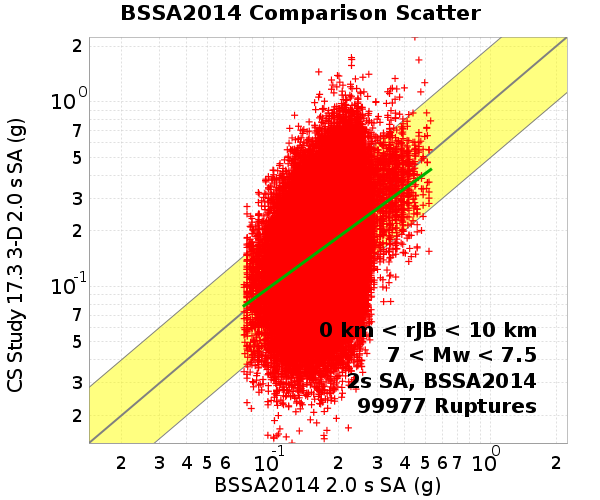 BSSA2014 Comparison Scatter
CS Study 17.3 3-D 2.0 s SA (g)
2
10^0
7
5
3
2
10^-1
7
5
3
2
0 km < rJB < 10 km
7 < Mw < 7.5
2s SA, BSSA2014
99977 Ruptures
2 3 4 5 6 10^-1 2 3 4 5 6 7 10^0 2
BSSA2014 2.0 s SA (g)